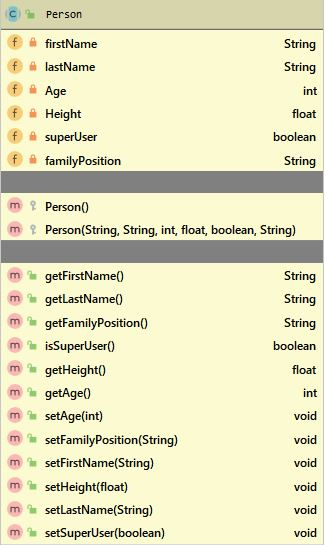 Person
firstName String
lastName String
Age int
Height float
superUser boolean
familyPosition String
Person()
Person(String, String, int, float, boolean, String)
getFirstName() String
getLastName() String
getFamilyPosition() String
isSuperUser() boolean
getHeight() float
getAge() int
setAge(int) void
setFamilyPosition(String) void
setFirstName(String) void
setHeight(float) void
setLastName(String) void
setSuperUser(boolean) void